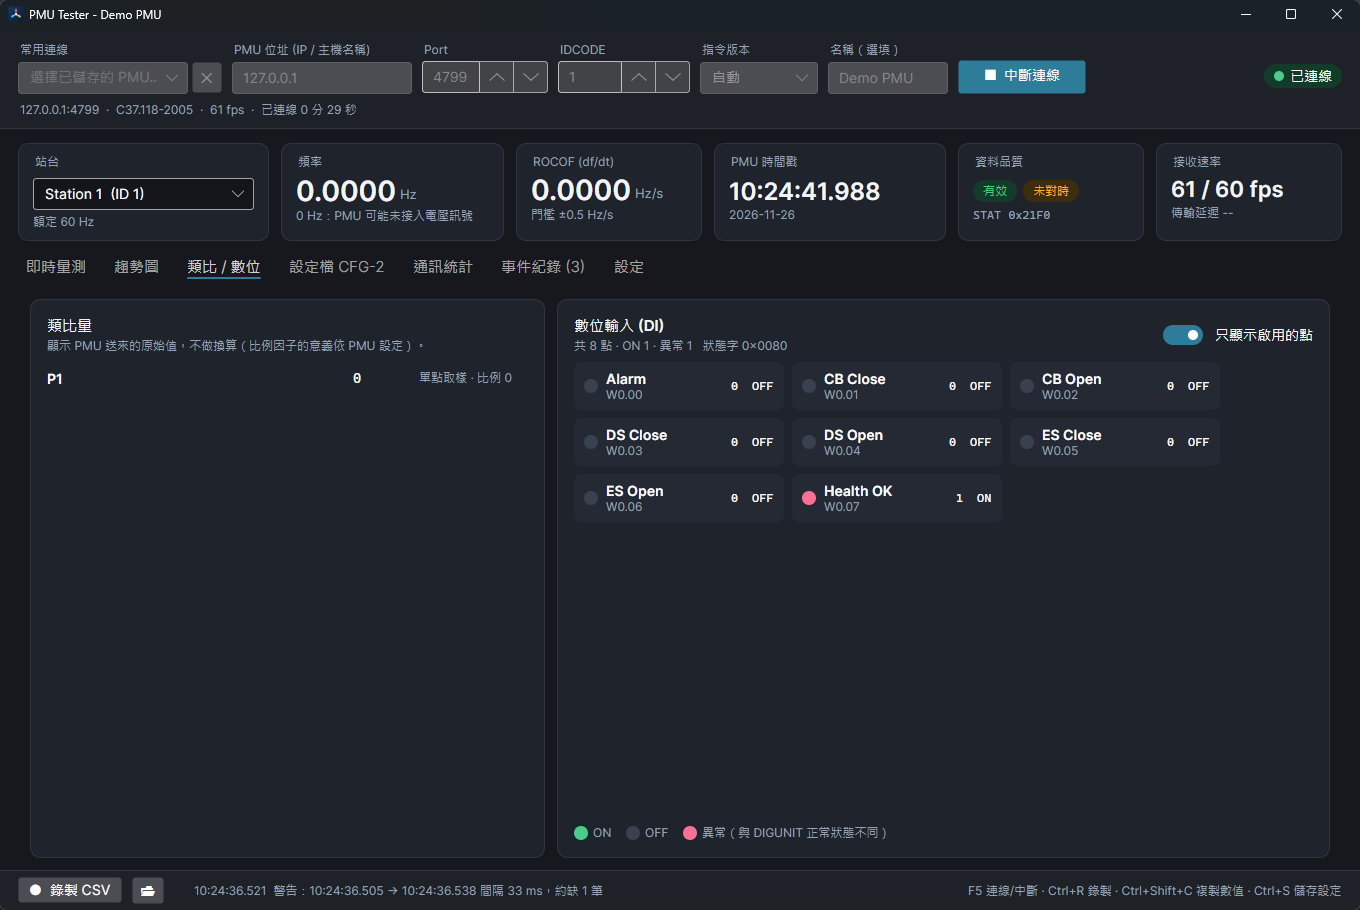 PMU Tester - Demo PMU
常用連線
PMU 位址 (IP / 主機名稱)
Port
IDCODE
指令版本
名稱（選填）
選擇已儲存的 PMU..
127.0.0.1
4799
1
自動
Demo PMU
中斷連線
已連線
127.0.0.1:4799 · C37.118-2005 · 61 fps · 已連線 0 分 29 秒
站台
Station 1 (ID 1)
額定 60 Hz
頻率
0.0000 Hz
0 Hz：PMU 可能未接入電壓訊號
ROCOF (df/dt)
0.0000 Hz/s
門檻 ±0.5 Hz/s
PMU 時間戳
10:24:41.988
2026-11-26
資料品質
有效 未對時
STAT 0x21F0
接收速率
61 / 60 fps
傳輸延遲 --
即時量測 趨勢圖 類比 / 數位 設定檔 CFG-2 通訊統計 事件紀錄 (3) 設定
類比量
顯示 PMU 送來的原始值，不做換算（比例因子的意義依 PMU 設定）。
P1 0 單點取樣 · 比例 0
數位輸入 (DI)
共 8 點 · ON 1 · 異常 1 狀態字 0x0080
只顯示啟用的點
Alarm 0 OFF
W0.00
CB Close 0 OFF
W0.01
CB Open 0 OFF
W0.02
DS Close 0 OFF
W0.03
DS Open 0 OFF
W0.04
ES Close 0 OFF
W0.05
ES Open 0 OFF
W0.06
Health OK 1 ON
W0.07
ON OFF 異常（與 DIGUNIT 正常狀態不同）
錄製 CSV
10:24:36.521 警告：10:24:36.505 → 10:24:36.538 間隔 33 ms，約缺 1 筆
F5 連線/中斷 · Ctrl+R 錄製 · Ctrl+Shift+C 複製數值 · Ctrl+S 儲存設定